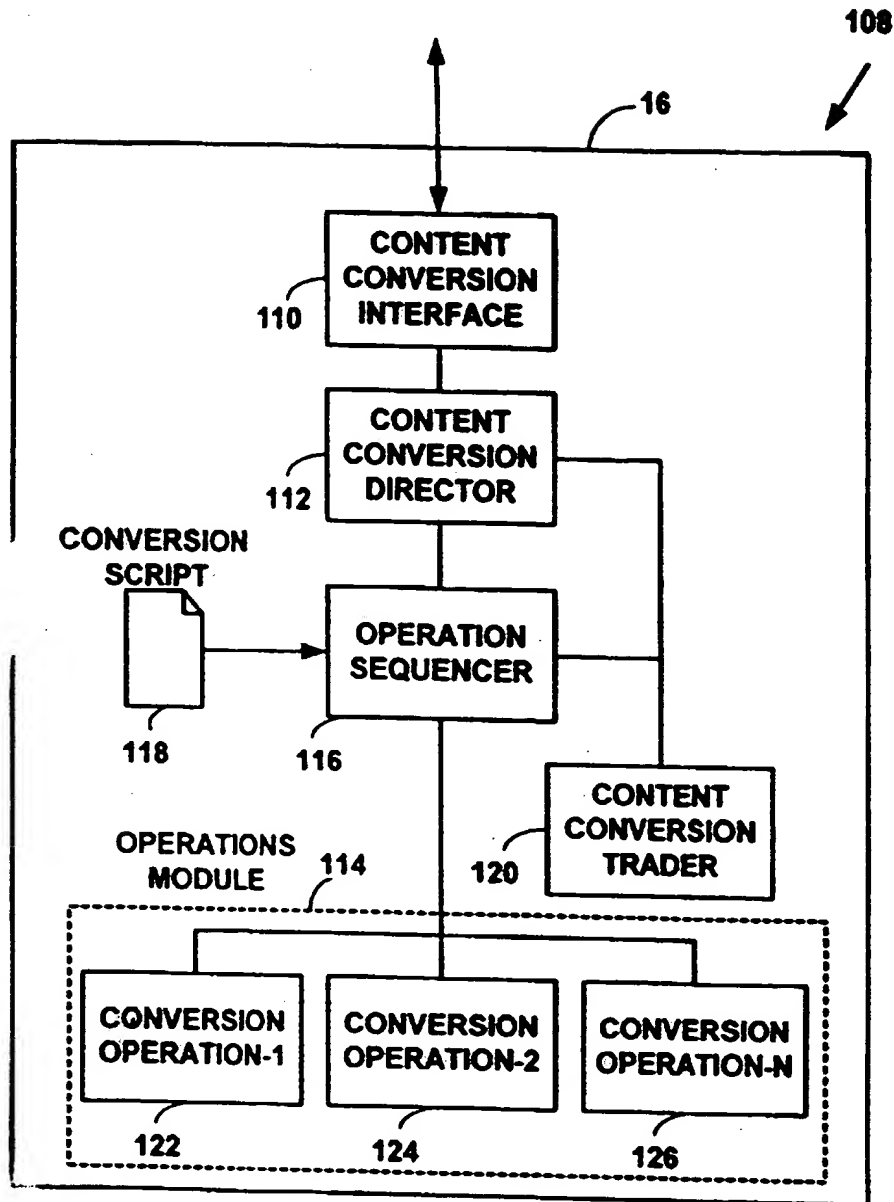 108
16
CONTENT
CONVERSION
INTERFACE
110
CONTENT
CONVERSION
DIRECTOR
112
CONVERSION
SCRIPT
OPERATION
SEQUENCER
118
116
CONTENT
CONVERSION
TRADER
120
OPERATIONS
MODULE
114
CONVERSION
OPERATION-1
CONVERSION
OPERATION-2
CONVERSION
OPERATION-N
122
124
126